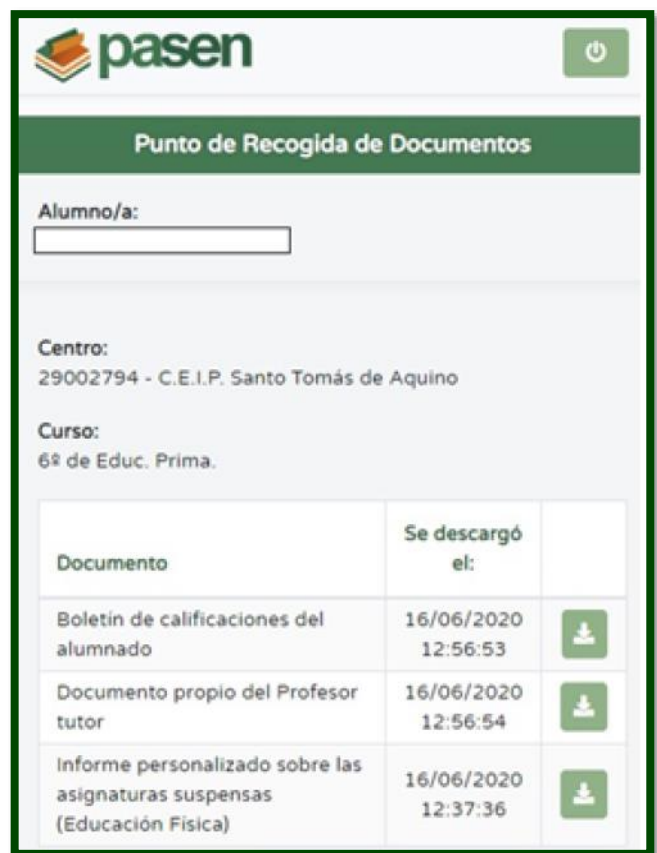 pasen
Punto de Recogida de Documentos
Alumno/a:
Centro:
29002794 - C.E.I.P. Santo Tomás de Aquino
Curso:
6º de Educ. Prima.
Documento
Se descargó
el:
Boletín de calificaciones del
alumnado
16/06/2020
12:56:53
Documento propio del Profesor
tutor
16/06/2020
12:56:54
Informe personalizado sobre las
asignaturas suspensas
(Educación Física)
16/06/2020
12:37:36